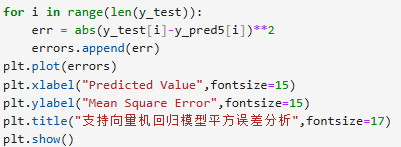 for i in range(len(y_test)):
    err = abs(y_test[i]-y_pred5[i])**2
    errors.append(err)
plt.plot(errors)
plt.xlabel("Predicted Value",fontsize=15)
plt.ylabel("Mean Square Error",fontsize=15)
plt.title("支持向量机回归模型平方误差分析",fontsize=17)
plt.show()